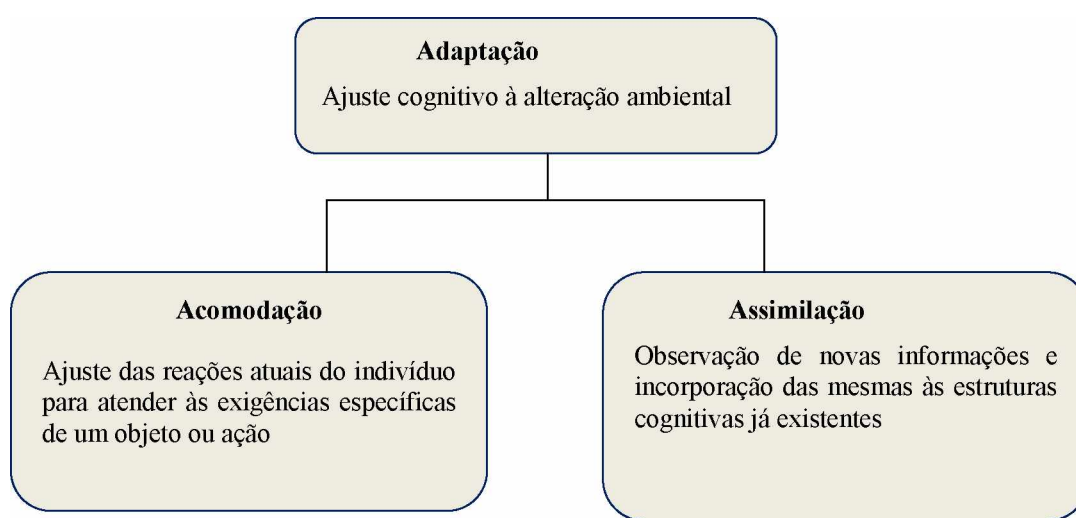 Adaptação
Ajuste cognitivo à alteração ambiental
Acomodação
Ajuste das reações atuais do indivíduo
para atender às exigências específicas
de um objeto ou ação
Assimilação
Observação de novas informações e
incorporação das mesmas às estruturas
cognitivas já existentes